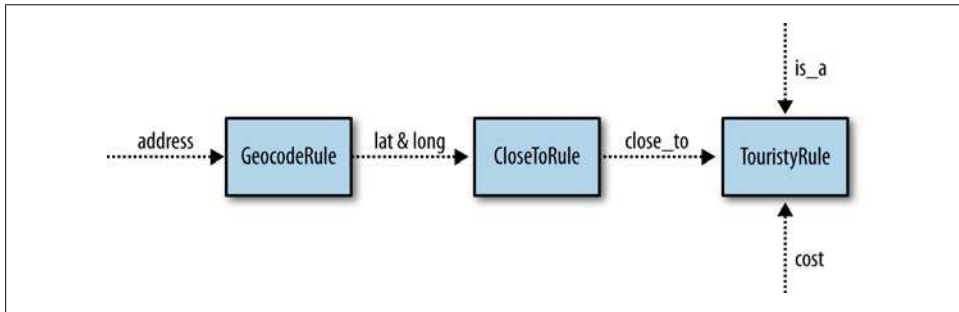 is_a
address
GeocodeRule
lat & long
CloseToRule
close_to
TouristyRule
cost